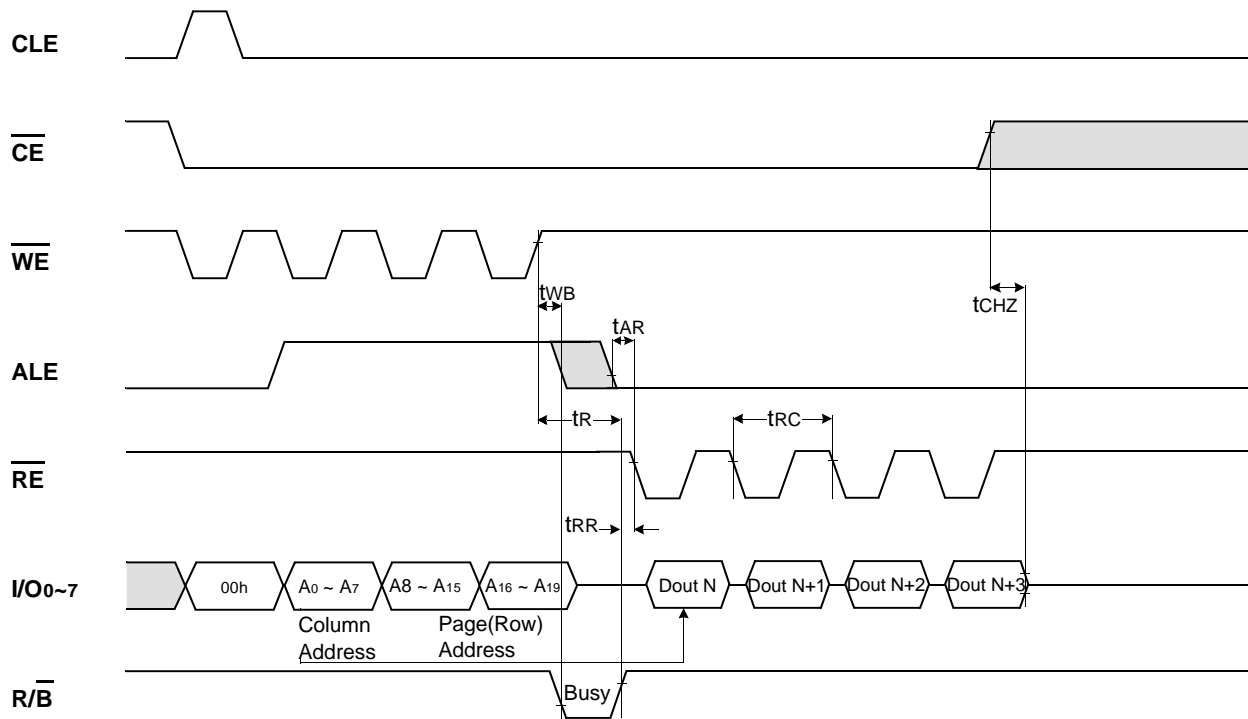 CLE
CE
WE
tWB
tCHZ
tAR
ALE
tR
tRC
RE
tRR
I/O0~7
00h
A0 ~ A7
A8 ~ A15
A16 ~ A19
Dout N
Dout N+1
Dout N+2
Dout N+3
Column
Address
Page(Row)
Address
R/B
Busy